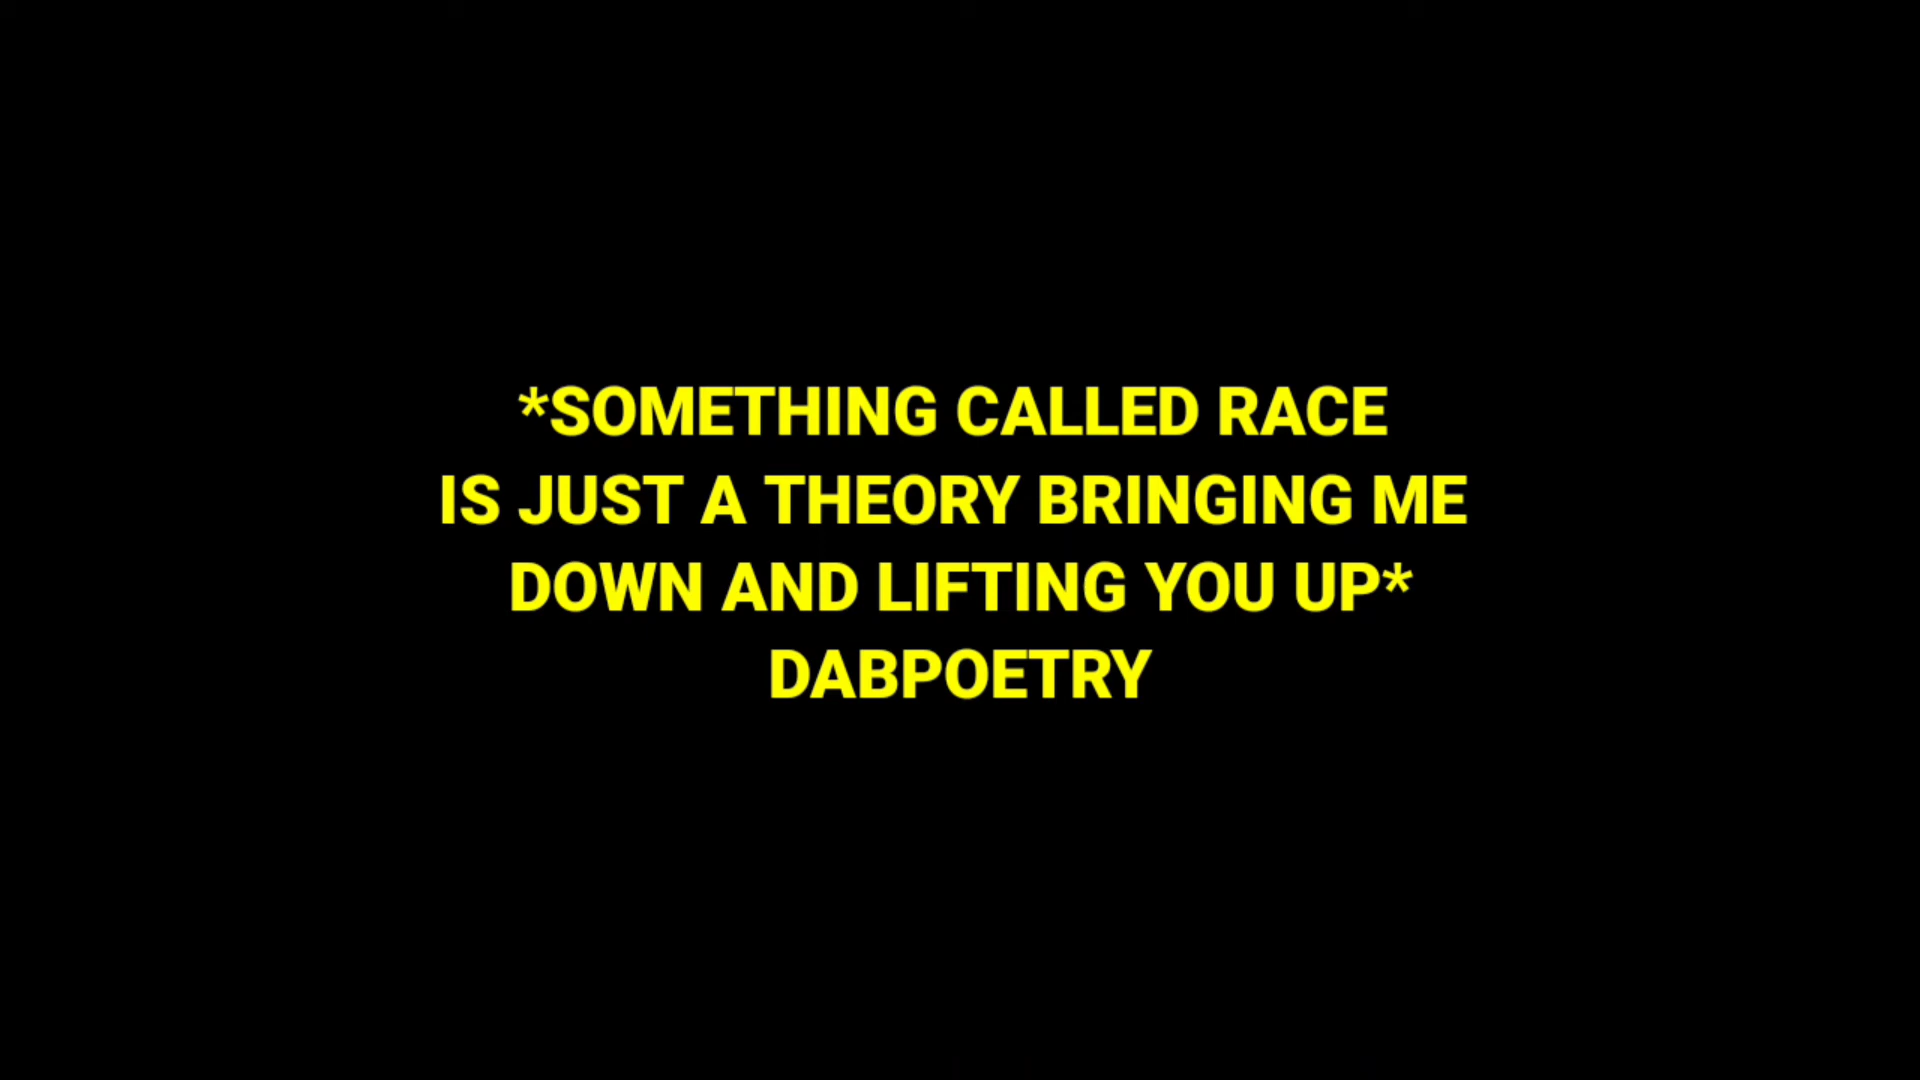 *SOMETHING CALLED RACE
IS JUST A THEORY BRINGING ME
DOWN AND LIFTING YOU UP*
DABPOETRY